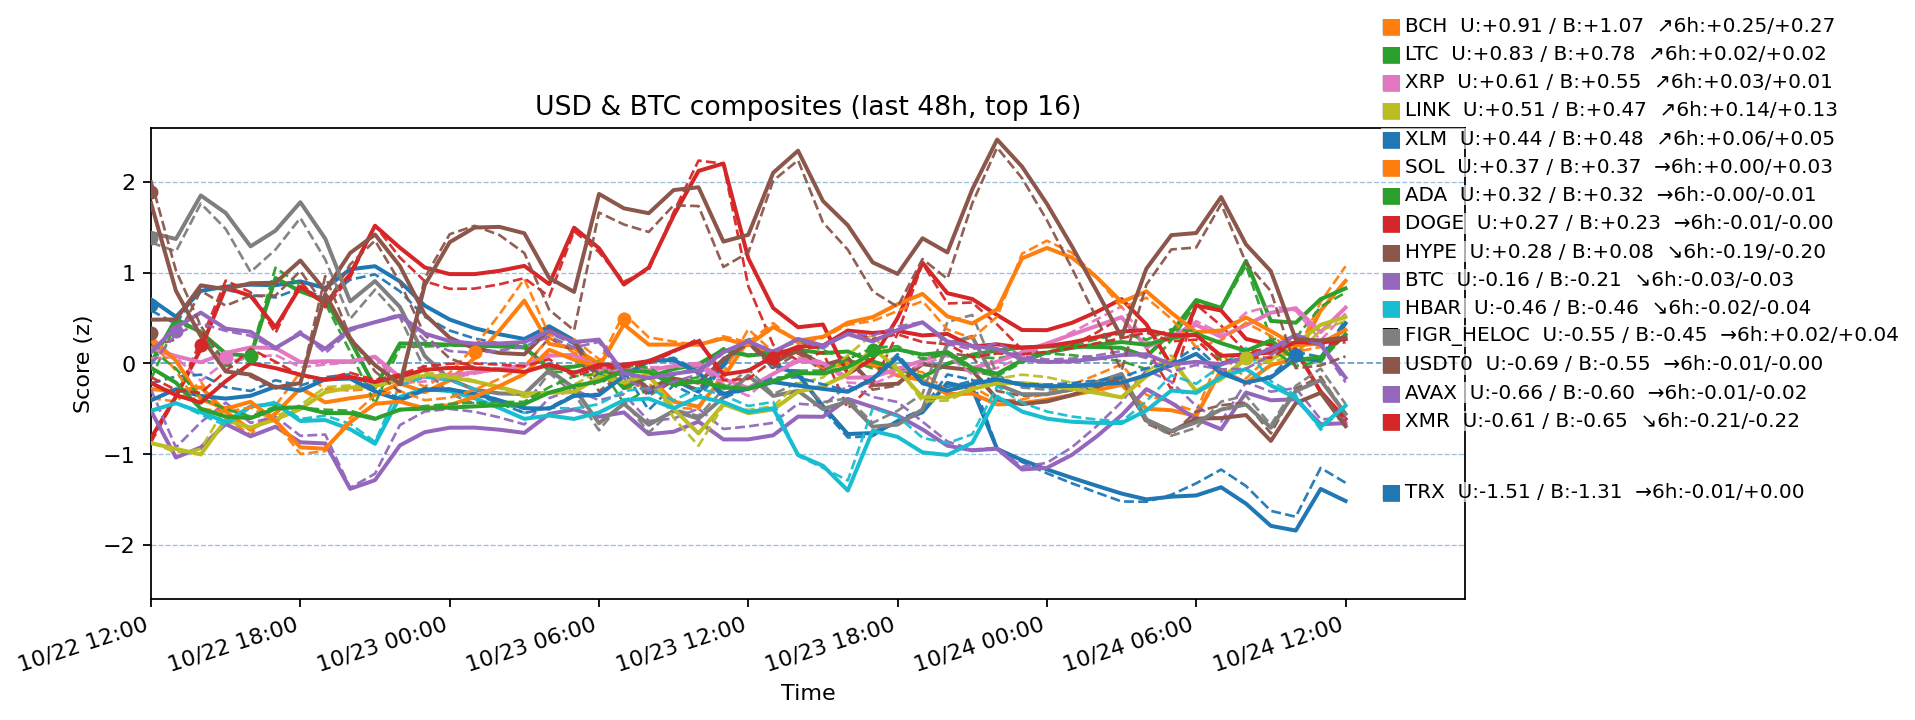 BCH U:+0.91 / B:+1.07 ↗6h:+0.25/+0.27
LTC U:+0.83 / B:+0.78 ↗6h:+0.02/+0.02
XRP U:+0.61 / B:+0.55 ↗6h:+0.03/+0.01
LINK U:+0.51 / B:+0.47 ↗6h:+0.14/+0.13
XLM U:+0.44 / B:+0.48 ↗6h:+0.06/+0.05
SOL U:+0.37 / B:+0.37 →6h:+0.00/+0.03
ADA U:+0.32 / B:+0.32 →6h:-0.00/-0.01
DOGE U:+0.27 / B:+0.23 →6h:-0.01/-0.00
HYPE U:+0.28 / B:+0.08 ↘6h:-0.19/-0.20
BTC U:-0.16 / B:-0.21 ↘6h:-0.03/-0.03
HBAR U:-0.46 / B:-0.46 ↘6h:-0.02/-0.04
FIGR_HELOC U:-0.55 / B:-0.45 →6h:+0.02/+0.04
USDT0 U:-0.69 / B:-0.55 →6h:-0.01/-0.00
AVAX U:-0.66 / B:-0.60 →6h:-0.01/-0.02
XMR U:-0.61 / B:-0.65 ↘6h:-0.21/-0.22
TRX U:-1.51 / B:-1.31 →6h:-0.01/+0.00
USD & BTC composites (last 48h, top 16)
Score (z)
2
1
0
−1
−2
10/22 12:00
10/22 18:00
10/23 00:00
10/23 06:00
10/23 12:00
10/23 18:00
10/24 00:00
10/24 06:00
10/24 12:00
Time